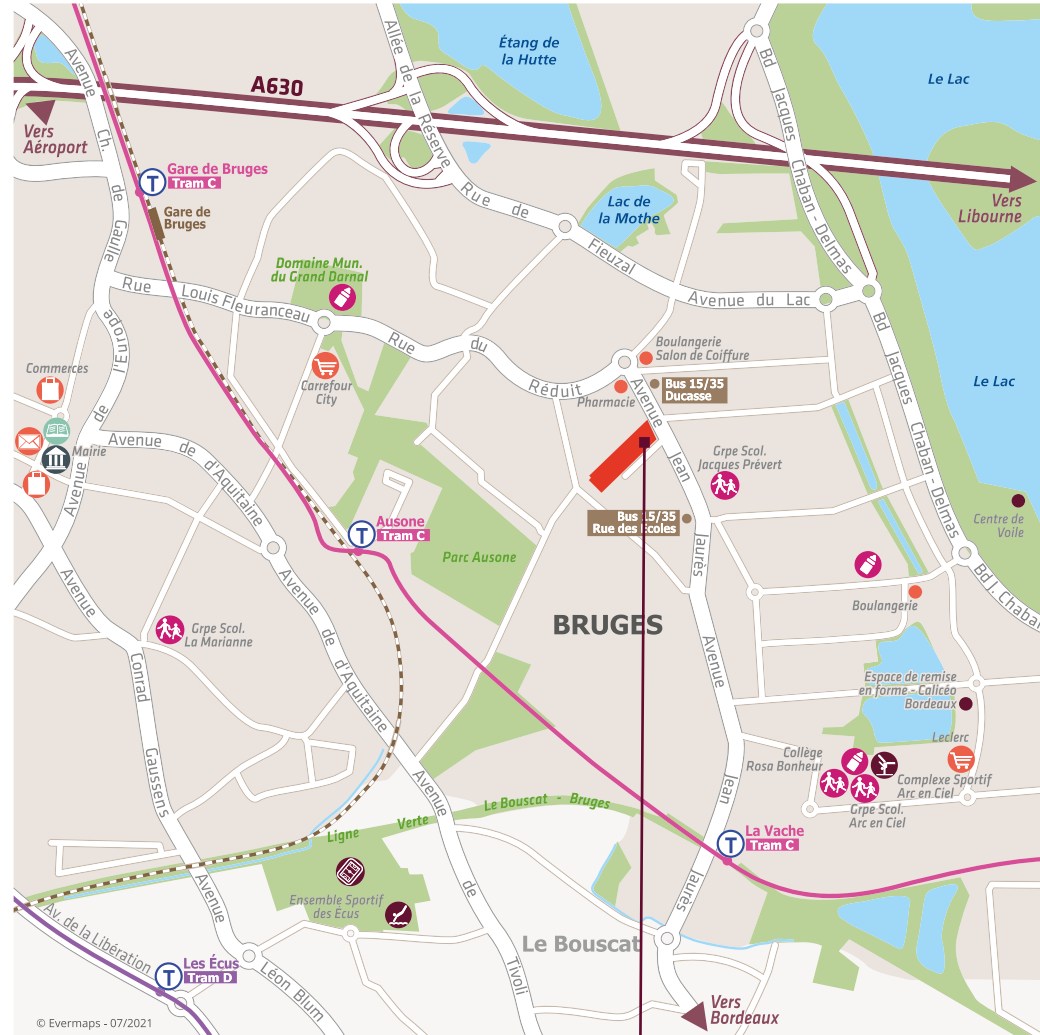 Étang de
la Hutte
Le Lac
A630
Vers
Aéroport
Avenue Ch. de Gaulle
Allée de la Réserve
Bd Jacques Chaban - Delmas
Gare de Bruges
Tram C
T
Gare de
Bruges
Rue de Fieuzal
Lac de
la Mothe
Vers
Libourne
Domaine Mun.
du Grand Darnal
Rue Louis Fleuranceau
Avenue du Lac
Rue du Réduit
Boulangerie
Salon de Coiffure
Bd Jacques Chaban - Delmas
Avenue de l'Europe
Commerces
Carrefour
City
Pharmacie
Bus 15/35
Ducasse
Le Lac
Mairie
Avenue de d'Aquitaine
Avenue Jean Jaurès
Grpe Scol.
Jacques Prévert
Ausone
Tram C
T
Bus 15/35
Rue des Écoles
Centre de
Voile
Parc Ausone
Bd J. Chaban
Boulangerie
Avenue Conrad Gaussens
Grpe Scol.
La Marianne
Avenue de d'Aquitaine
BRUGES
Avenue Jean Jaurès
Espace de remise
en forme - Calicéo
Bordeaux
Leclerc
Collège
Rosa Bonheur
Complexe Sportif
Arc en Ciel
Grpe Scol.
Arc en Ciel
Avenue de Tivoli
Ligne Verte Le Bouscat - Bruges
La Vache
Tram C
T
Ensemble Sportif
des Écus
Avenue Léon Blum
Av. de la Libération
Le Bouscat
Les Écus
Tram D
T
Vers
Bordeaux
© Evermaps - 07/2021